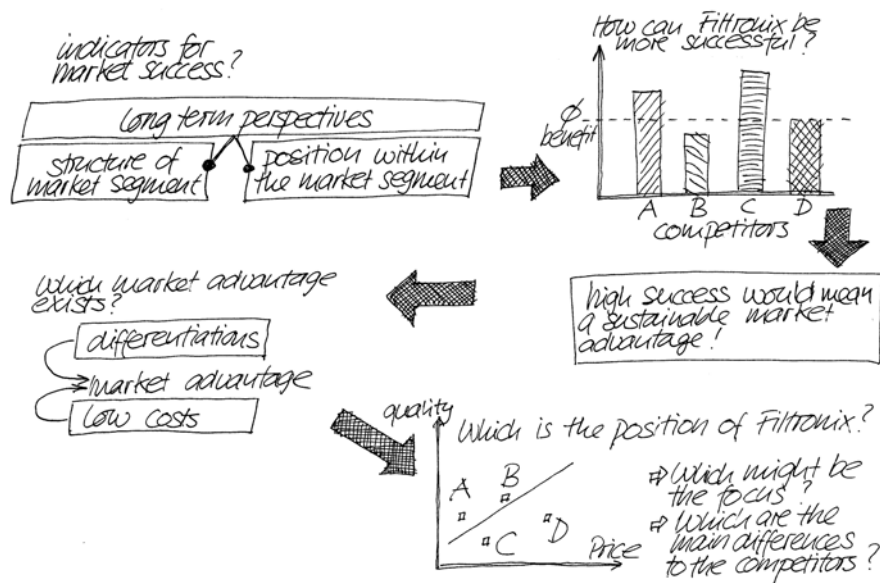 indicators for
market success?
long term perspectives
structure of
market segment
position within
the market segment
How can Filtronix be
more successful?
Ø
benefit
A B C D
competitors
high success would mean
a sustainable market
advantage!
which market advantage
exists?
differentiations
market advantage
low costs
quality
Which is the position of Filtronix?
A B
C D
Price
⇨ Which might be
the focus?
⇨ Which are the
main differences
to the competitors?